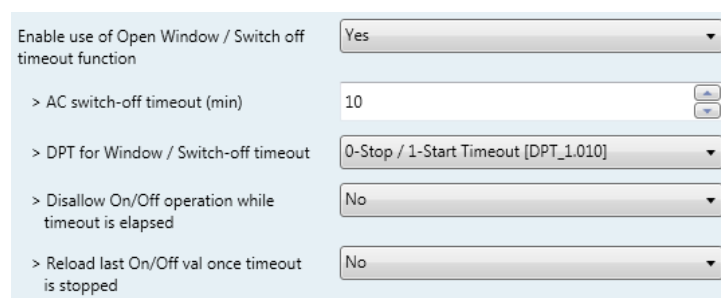 Enable use of Open Window / Switch off
timeout function
Yes
> AC switch-off timeout (min)
10
> DPT for Window / Switch-off timeout
0-Stop / 1-Start Timeout [DPT_1.010]
> Disallow On/Off operation while
timeout is elapsed
No
> Reload last On/Off val once timeout
is stopped
No